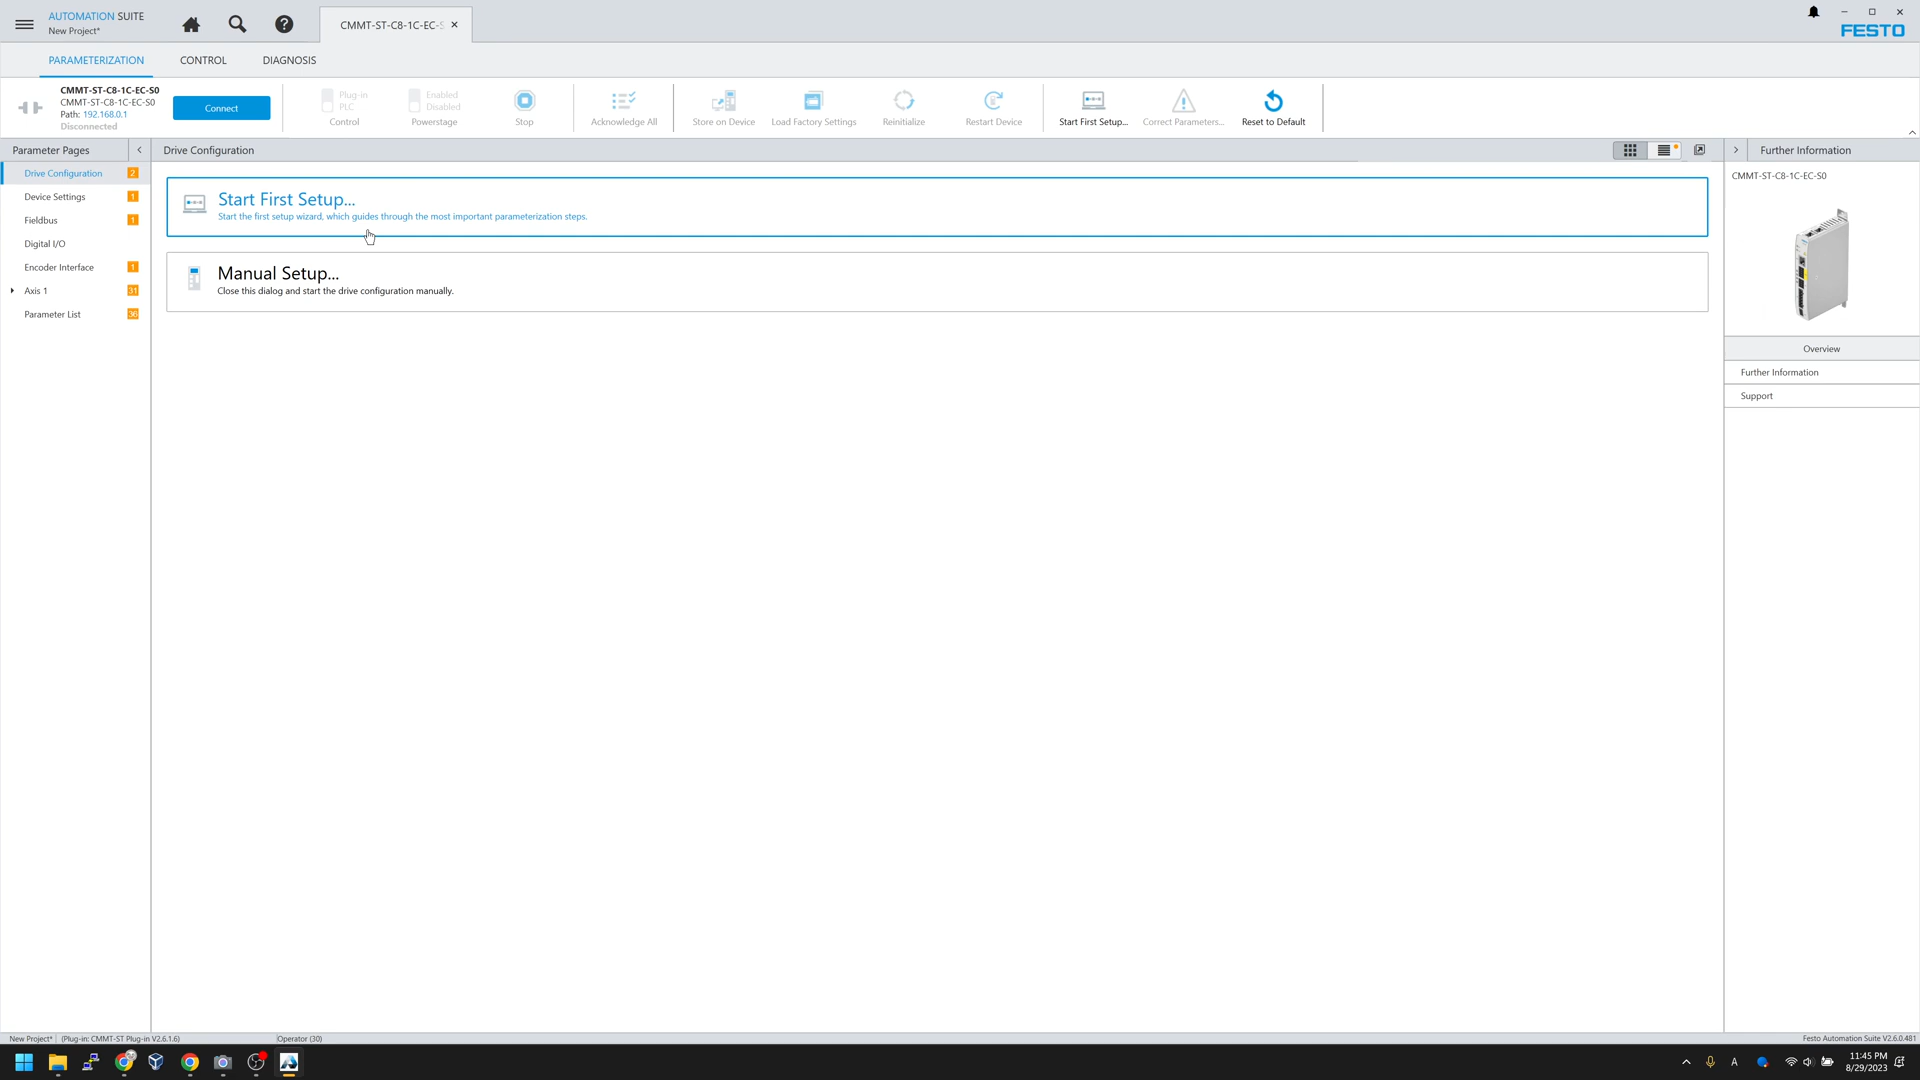 AUTOMATION SUITE
New Project*
CMMT-ST-C8-1C-EC-S
FESTO
PARAMETERIZATION
CONTROL
DIAGNOSIS
CMMT-ST-C8-1C-EC-S0
CMMT-ST-C8-1C-EC-S0
Path: 192.168.0.1
Disconnected
Connect
Plug-in
PLC
Control
Enabled
Disabled
Powerstage
Stop
Acknowledge All
Store on Device
Load Factory Settings
Reinitialize
Restart Device
Start First Setup...
Correct Parameters...
Reset to Default
Parameter Pages
Drive Configuration 2
Device Settings 1
Fieldbus 1
Digital I/O
Encoder Interface 1
Axis 1 31
Parameter List 36
Drive Configuration
Start First Setup...
Start the first setup wizard, which guides through the most important parameterization steps.
Manual Setup...
Close this dialog and start the drive configuration manually.
Further Information
CMMT-ST-C8-1C-EC-S0
Overview
Further Information
Support
New Project* (Plug-in: CMMT-ST Plug-in V2.6.1.6) Operator (30)
Festo Automation Suite V2.6.0.481
A
11:45 PM
8/29/2023